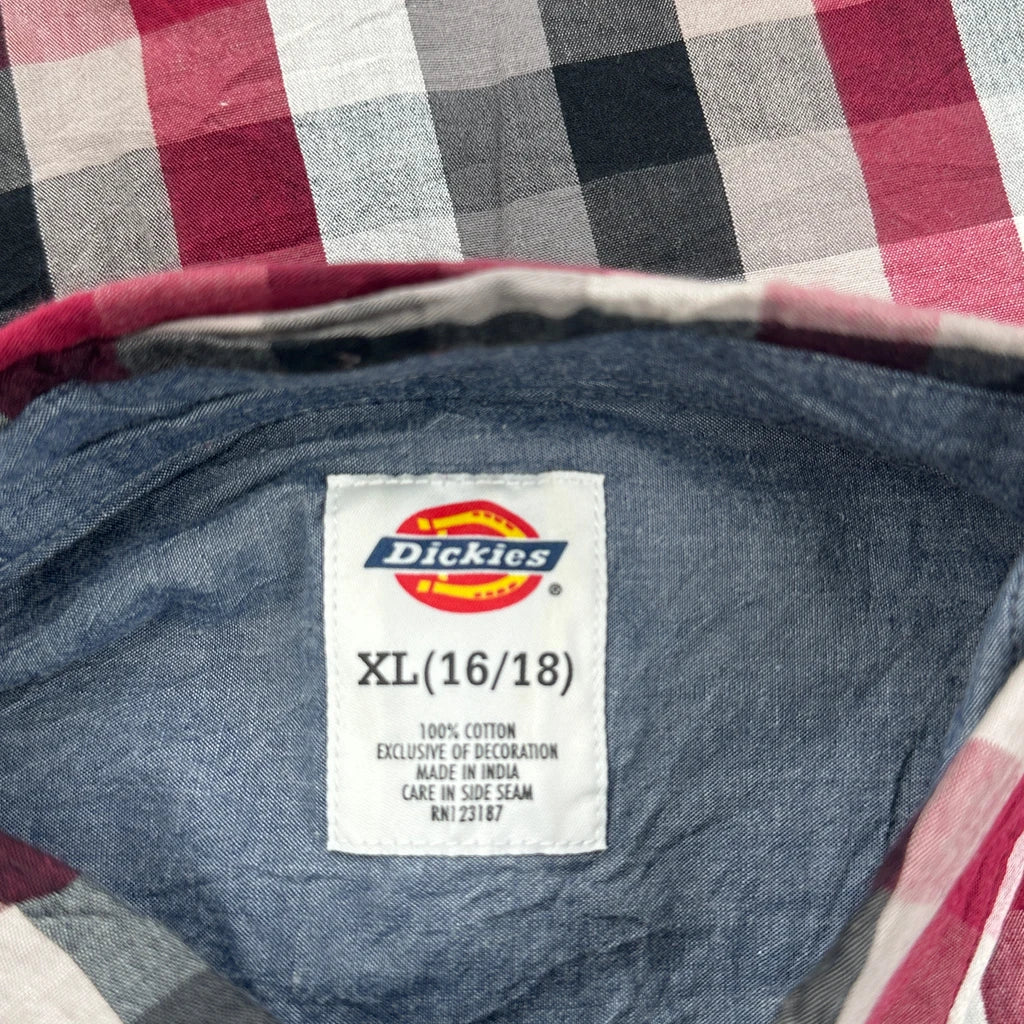 Dickies
®
XL(16/18)
100% COTTON
EXCLUSIVE OF DECORATION
MADE IN INDIA
CARE IN SIDE SEAM
RN123187